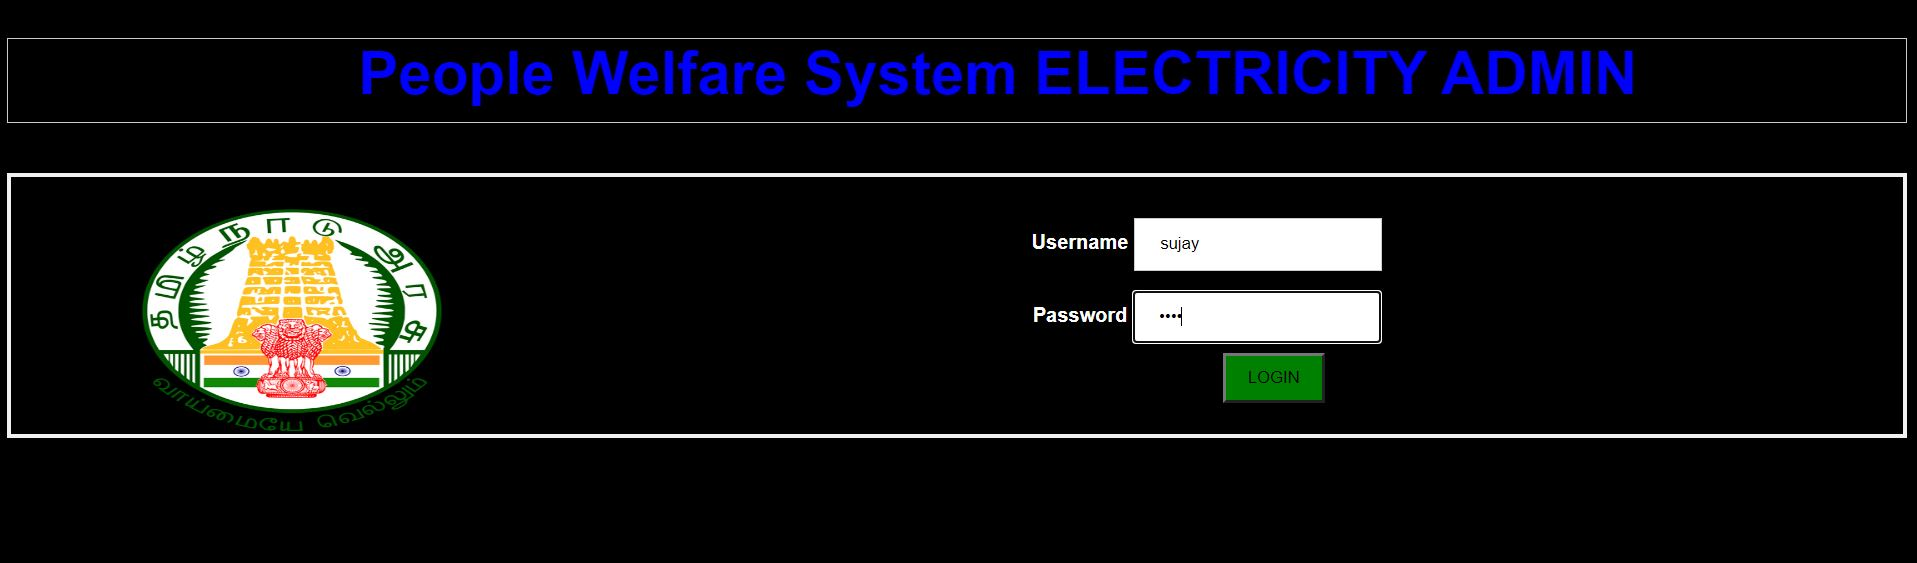 People Welfare System ELECTRICITY ADMIN
தமிழ்நாடு அரசு
வாய்மையே வெல்லும்
Username sujay
Password ••••
LOGIN